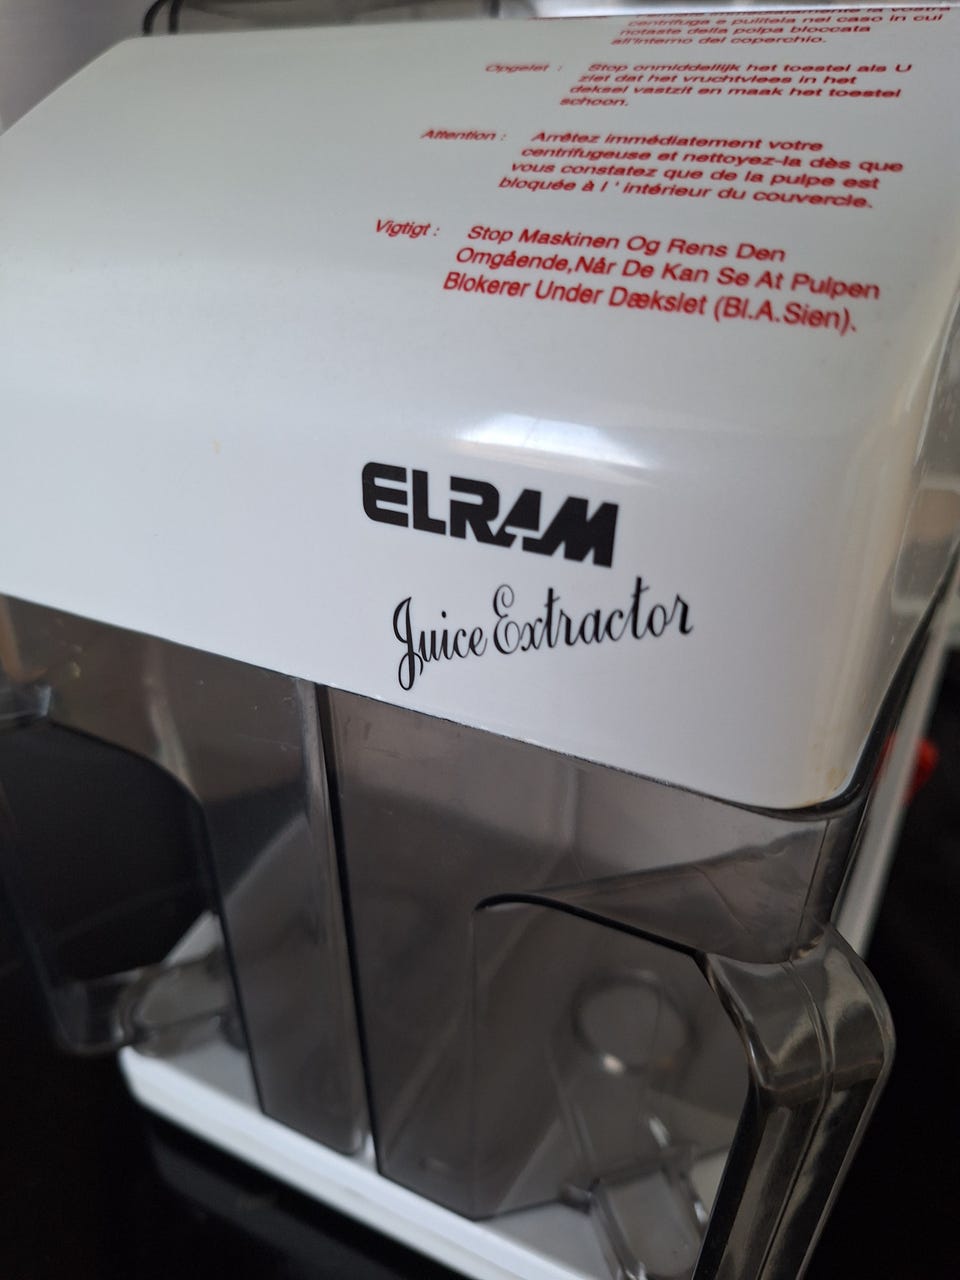 centrifuga e pulitela nel caso in cui
notaste della polpa bloccata
all'interno del coperchio.
Opgelet : Stop onmiddellijk het toestel als U
ziet dat het vruchtvlees in het
deksel vastzit en maak het toestel
schoon.
Attention : Arrêtez immédiatement votre
centrifugeuse et nettoyez-la dès que
vous constatez que de la pulpe est
bloquée à l ' intérieur du couvercle.
Vigtigt : Stop Maskinen Og Rens Den
Omgående,Når De Kan Se At Pulpen
Blokerer Under Dækslet (Bl.A.Sien).
ELRAM
Juice Extractor